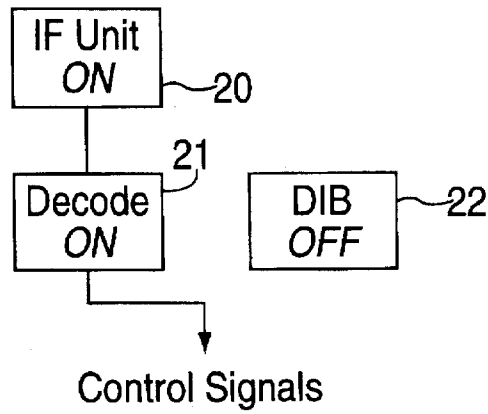 IF Unit
ON
20
21
Decode
ON
DIB
OFF
22
Control Signals